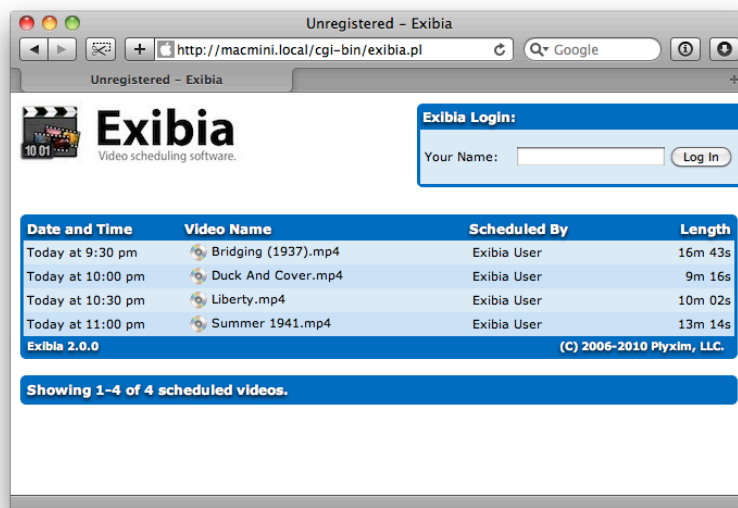 Unregistered – Exibia
http://macmini.local/cgi-bin/exibia.pl
Google
Unregistered – Exibia
10 01
Exibia
Video scheduling software.
Exibia Login:
Your Name:
Log In
Date and Time Video Name Scheduled By Length
Today at 9:30 pm Bridging (1937).mp4 Exibia User 16m 43s
Today at 10:00 pm Duck And Cover.mp4 Exibia User 9m 16s
Today at 10:30 pm Liberty.mp4 Exibia User 10m 02s
Today at 11:00 pm Summer 1941.mp4 Exibia User 13m 14s
Exibia 2.0.0 (C) 2006-2010 Plyxim, LLC.
Showing 1-4 of 4 scheduled videos.